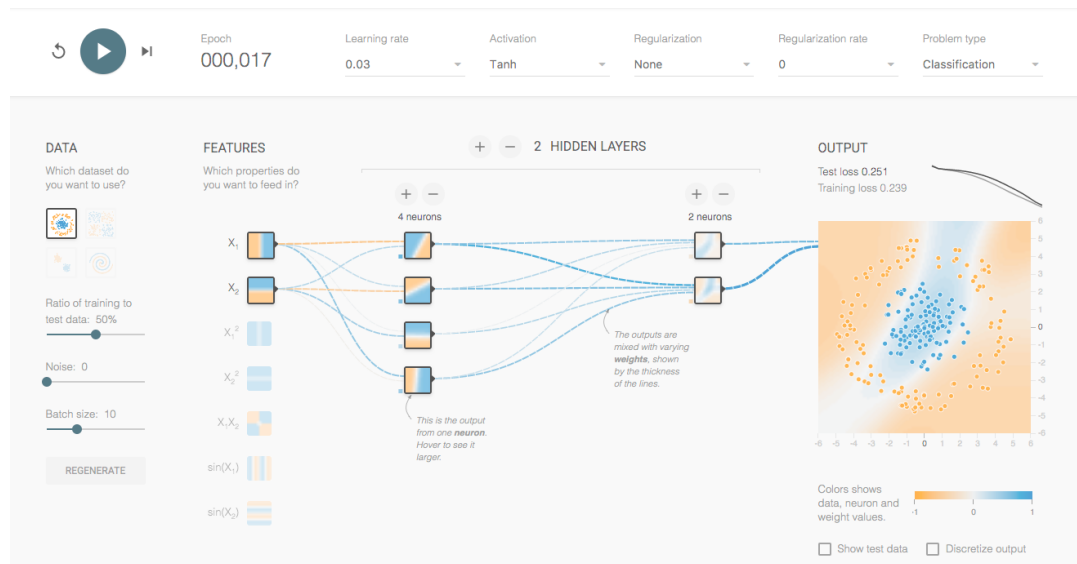 Epoch
000,017
Learning rate
0.03
Activation
Tanh
Regularization
None
Regularization rate
0
Problem type
Classification
DATA
Which dataset do
you want to use?
Ratio of training to
test data: 50%
Noise: 0
Batch size: 10
REGENERATE
FEATURES
Which properties do
you want to feed in?
X₁
X₂
X₁²
X₂²
X₁X₂
sin(X₁)
sin(X₂)
+ − 2 HIDDEN LAYERS
+ −
4 neurons
+ −
2 neurons
This is the output
from one neuron.
Hover to see it
larger.
The outputs are
mixed with varying
weights, shown
by the thickness
of the lines.
OUTPUT
Test loss 0.251
Training loss 0.239
6
5
4
3
2
1
0
-1
-2
-3
-4
-5
-6
-6 -5 -4 -3 -2 -1 0 1 2 3 4 5 6
Colors shows
data, neuron and
weight values.
-1 0 1
Show test data
Discretize output